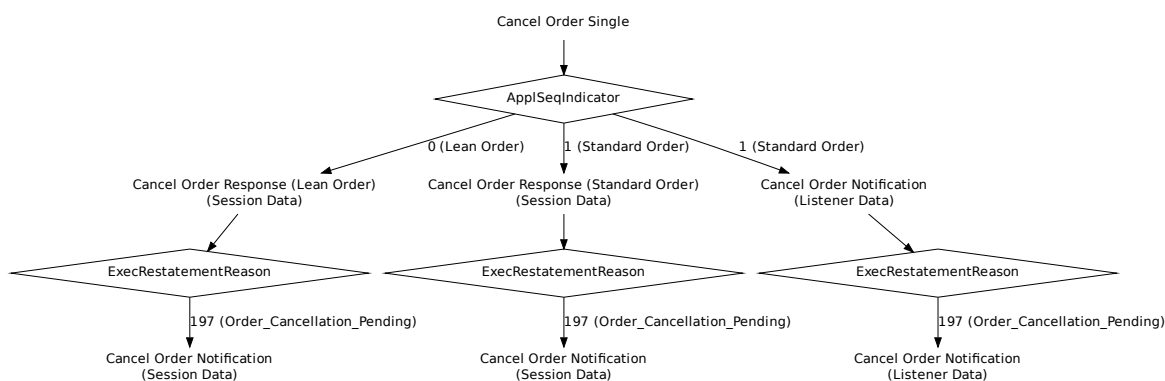 Cancel Order Single
ApplSeqIndicator
0 (Lean Order)
1 (Standard Order)
1 (Standard Order)
Cancel Order Response (Lean Order)
(Session Data)
Cancel Order Response (Standard Order)
(Session Data)
Cancel Order Notification
(Listener Data)
ExecRestatementReason
ExecRestatementReason
ExecRestatementReason
197 (Order_Cancellation_Pending)
197 (Order_Cancellation_Pending)
197 (Order_Cancellation_Pending)
Cancel Order Notification
(Session Data)
Cancel Order Notification
(Session Data)
Cancel Order Notification
(Listener Data)